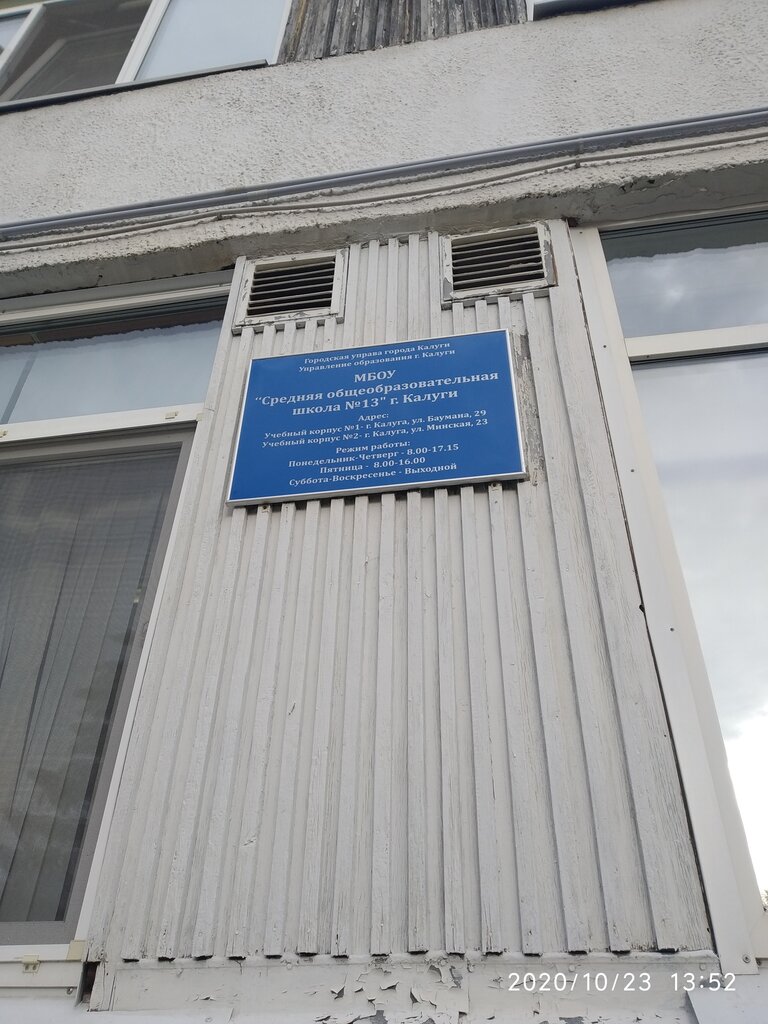 Городская управа города Калуги
Управление образования г. Калуги
МБОУ
"Средняя общеобразовательная
школа №13" г. Калуги
Адрес:
Учебный корпус №1- г. Калуга, ул. Баумана, 29
Учебный корпус №2- г. Калуга, ул. Минская, 23
Режим работы:
Понедельник-Четверг - 8.00-17.15
Пятница - 8.00-16.00
Суббота-Воскресенье - Выходной
2020/10/23 13:52